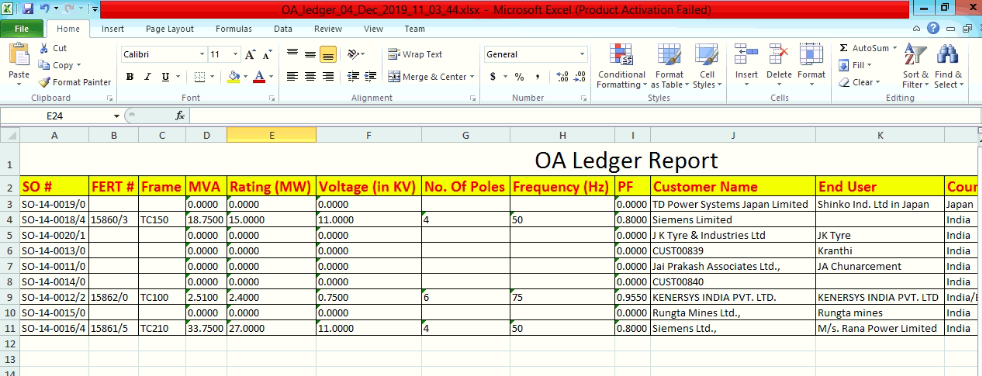 OA_ledger_04_Dec_2019_11_03_44.xlsx - Microsoft Excel (Product Activation Failed)
File Home Insert Page Layout Formulas Data Review View Team
Paste Cut Copy Format Painter Clipboard
Calibri 11 A A B I U A Font
Wrap Text Merge & Center Alignment
General $ % , .0 .00 .00 .0 Number
Conditional Formatting Format as Table Cell Styles Styles
Insert Delete Format Cells
Σ AutoSum Fill Clear Sort & Filter Find & Select Editing
E24 fx
A B C D E F G H I J K
1 OA Ledger Report
2 SO # FERT # Frame MVA Rating (MW) Voltage (in KV) No. Of Poles Frequency (Hz) PF Customer Name End User Cour
3 SO-14-0019/0 0.0000 0.0000 0.0000 0.0000 TD Power Systems Japan Limited Shinko Ind. Ltd in Japan Japan
4 SO-14-0018/4 15860/3 TC150 18.7500 15.0000 11.0000 4 50 0.8000 Siemens Limited India
5 SO-14-0020/1 0.0000 0.0000 0.0000 0.0000 J K Tyre & Industries Ltd JK Tyre India
6 SO-14-0013/0 0.0000 0.0000 0.0000 0.0000 CUST00839 Kranthi India
7 SO-14-0011/0 0.0000 0.0000 0.0000 0.0000 Jai Prakash Associates Ltd., JA Chunarcement India
8 SO-14-0014/0 0.0000 0.0000 0.0000 0.0000 CUST00840 India
9 SO-14-0012/2 15862/0 TC100 2.5100 2.4000 0.7500 6 75 0.9550 KENERSYS INDIA PVT. LTD. KENERSYS INDIA PVT. LTD India/
10 SO-14-0015/0 0.0000 0.0000 0.0000 0.0000 Rungta Mines Ltd., Rungta mines India
11 SO-14-0016/4 15861/5 TC210 33.7500 27.0000 11.0000 4 50 0.8000 Siemens Ltd., M/s. Rana Power Limited India
12
13
14